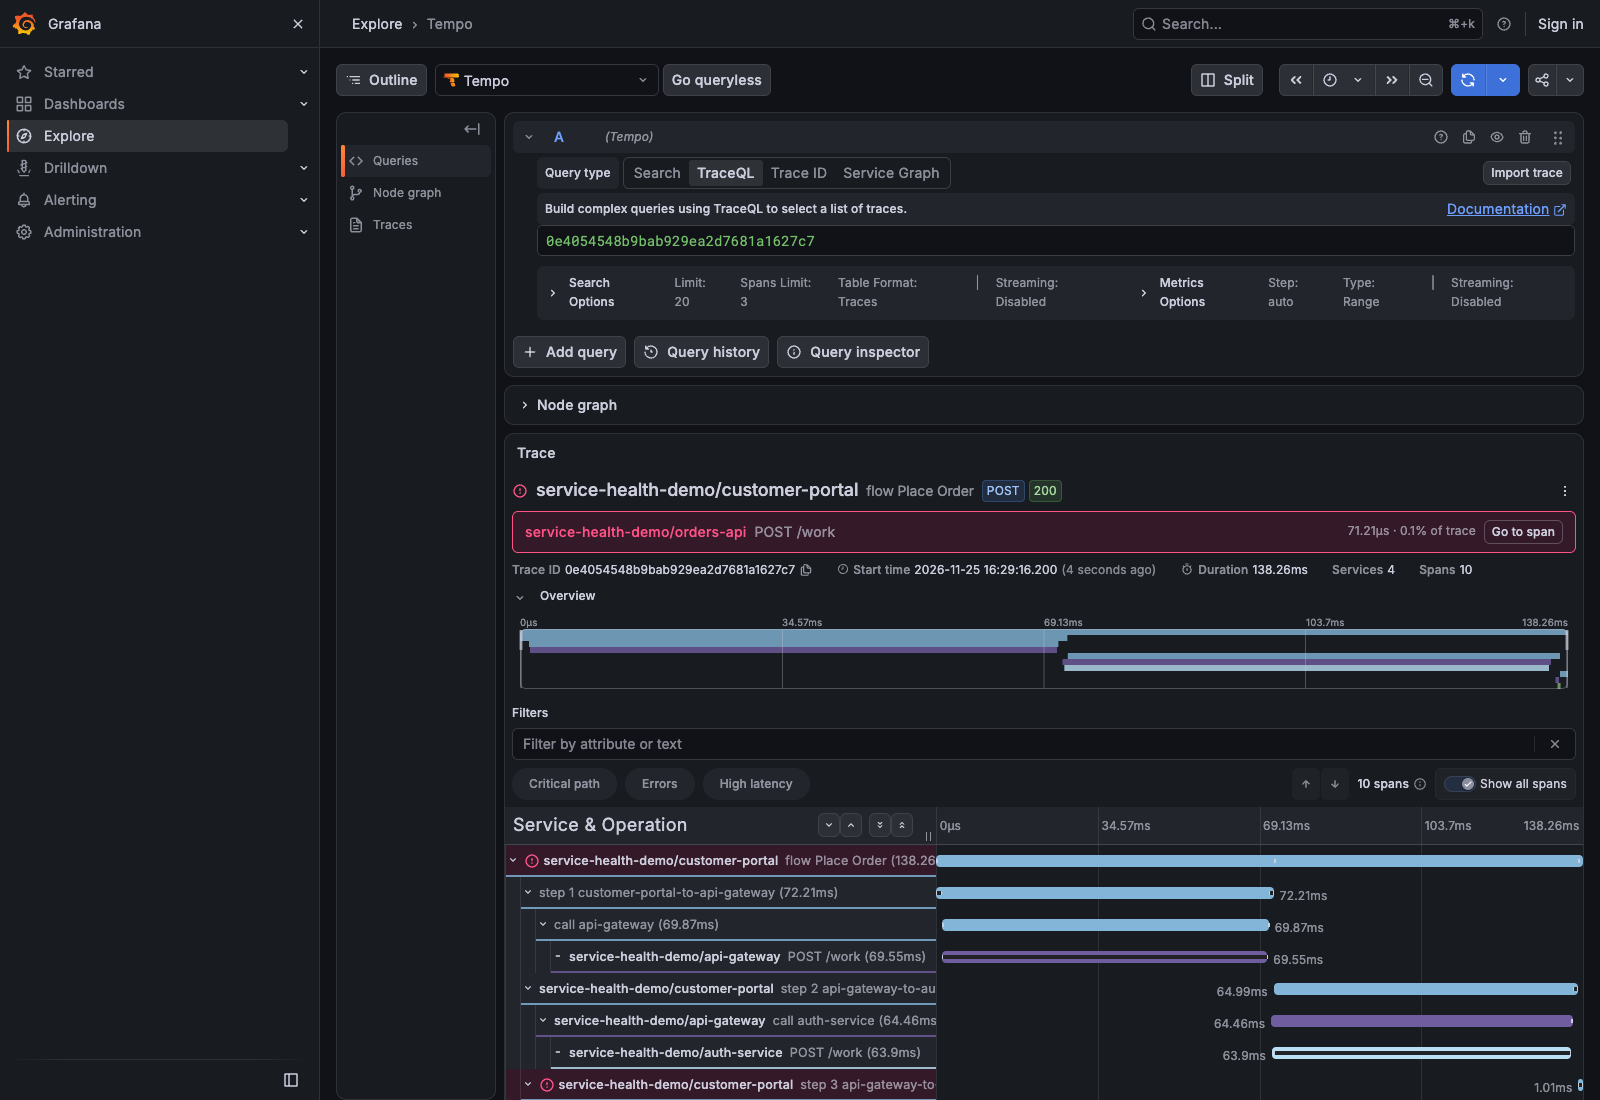 Grafana
Explore › Tempo
Search...
⌘+k
Sign in
Starred
Dashboards
Explore
Drilldown
Alerting
Administration
Outline
Tempo
Go queryless
Split
Queries
Node graph
Traces
A (Tempo)
Query type
Search
TraceQL
Trace ID
Service Graph
Import trace
Build complex queries using TraceQL to select a list of traces.
Documentation
0e4054548b9bab929ea2d7681a1627c7
Search Options
Limit: 20
Spans Limit: 3
Table Format: Traces
Streaming: Disabled
Metrics Options
Step: auto
Type: Range
Streaming: Disabled
Add query
Query history
Query inspector
Node graph
Trace
service-health-demo/customer-portal flow Place Order POST 200
service-health-demo/orders-api POST /work
71.21µs · 0.1% of trace
Go to span
Trace ID 0e4054548b9bab929ea2d7681a1627c7
Start time 2026-11-25 16:29:16.200 (4 seconds ago)
Duration 138.26ms
Services 4
Spans 10
Overview
0µs 34.57ms 69.13ms 103.7ms 138.26ms
Filters
Filter by attribute or text
Critical path
Errors
High latency
10 spans
Show all spans
Service & Operation
0µs 34.57ms 69.13ms 103.7ms 138.26ms
service-health-demo/customer-portal flow Place Order (138.26
step 1 customer-portal-to-api-gateway (72.21ms)
72.21ms
call api-gateway (69.87ms)
69.87ms
service-health-demo/api-gateway POST /work (69.55ms)
69.55ms
service-health-demo/customer-portal step 2 api-gateway-to-au
64.99ms
service-health-demo/api-gateway call auth-service (64.46ms
64.46ms
service-health-demo/auth-service POST /work (63.9ms)
63.9ms
service-health-demo/customer-portal step 3 api-gateway-to-
1.01ms